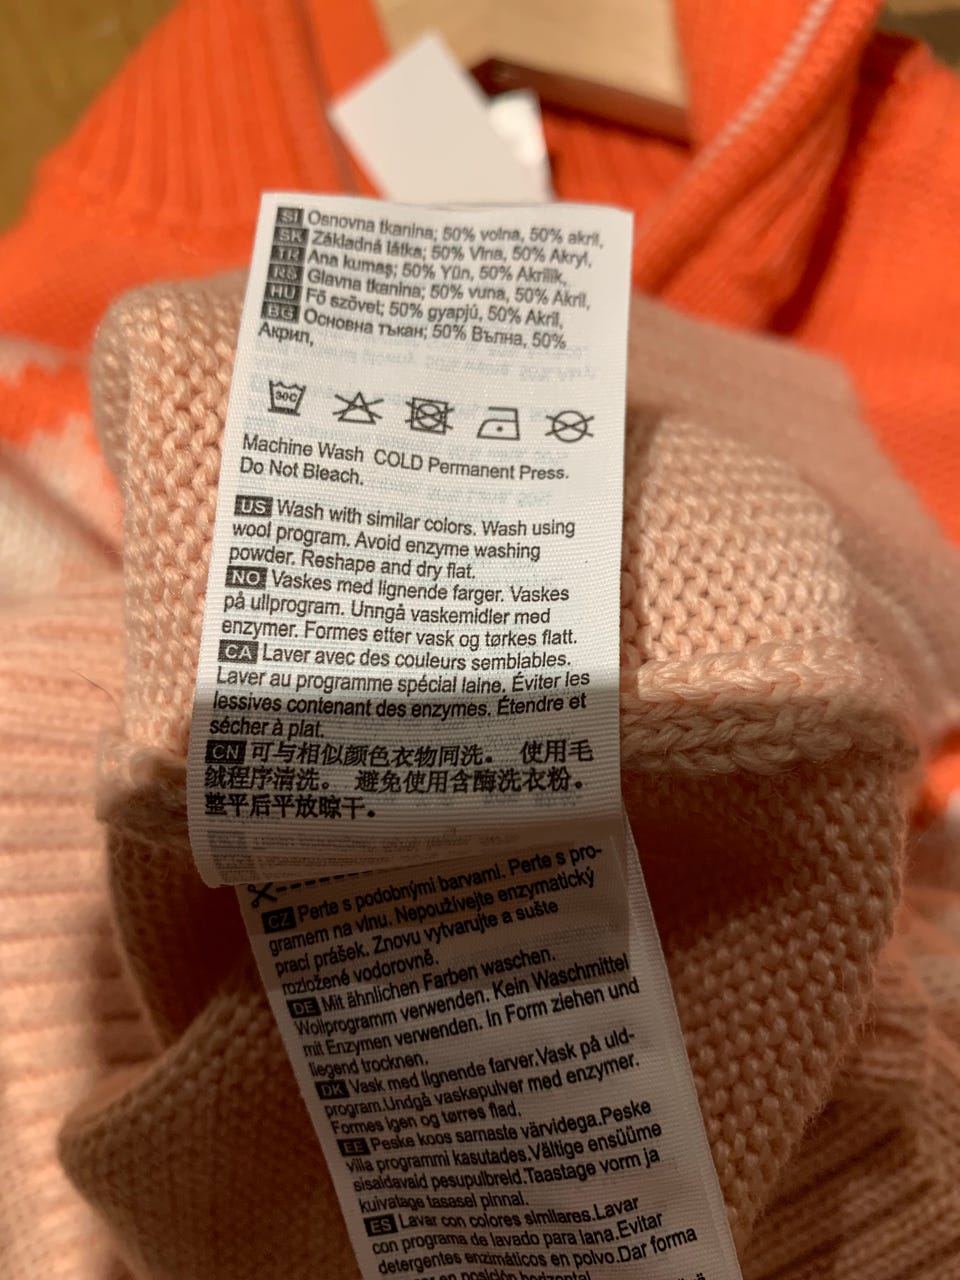 SI Osnovna tkanina; 50% volna, 50% akril,
SK Základná látka; 50% Vlna, 50% Akryl,
TR Ana kumaş; 50% Yün, 50% Akrilik,
RS Glavna tkanina; 50% vuna, 50% Akril,
HU Fő szövet; 50% gyapjú, 50% Akril,
BG Основна тъкан; 50% Вълна, 50%
Акрил,
30C
Machine Wash COLD Permanent Press.
Do Not Bleach.
US Wash with similar colors. Wash using
wool program. Avoid enzyme washing
powder. Reshape and dry flat.
NO Vaskes med lignende farger. Vaskes
på ullprogram. Unngå vaskemidler med
enzymer. Formes etter vask og tørkes flatt.
CA Laver avec des couleurs semblables.
Laver au programme spécial laine. Éviter les
lessives contenant des enzymes. Étendre et
sécher à plat.
CN 可与相似颜色衣物同洗。 使用毛
绒程序清洗。 避免使用含酶洗衣粉。
整平后平放晾干。
CZ Perte s podobnými barvami. Perte s pro-
gramem na vlnu. Nepoužívejte enzymatický
prací prášek. Znovu vytvarujte a sušte
rozložené vodorovně.
DE Mit ähnlichen Farben waschen.
Wollprogramm verwenden. Kein Waschmittel
mit Enzymen verwenden. In Form ziehen und
liegend trocknen.
DK Vask med lignende farver.Vask på uld-
program.Undgå vaskepulver med enzymer.
Formes igen og tørres flad.
EE Peske koos sarnaste värvidega.Peske
villa programmi kasutades.Vältige ensüüme
sisaldavaid pesupulbreid.Taastage vorm ja
kuivatage tasasel pinnal.
ES Lavar con colores similares.Lavar
con programa de lavado para lana.Evitar
detergentes enzimáticos en polvo.Dar forma
en posición horizontal.